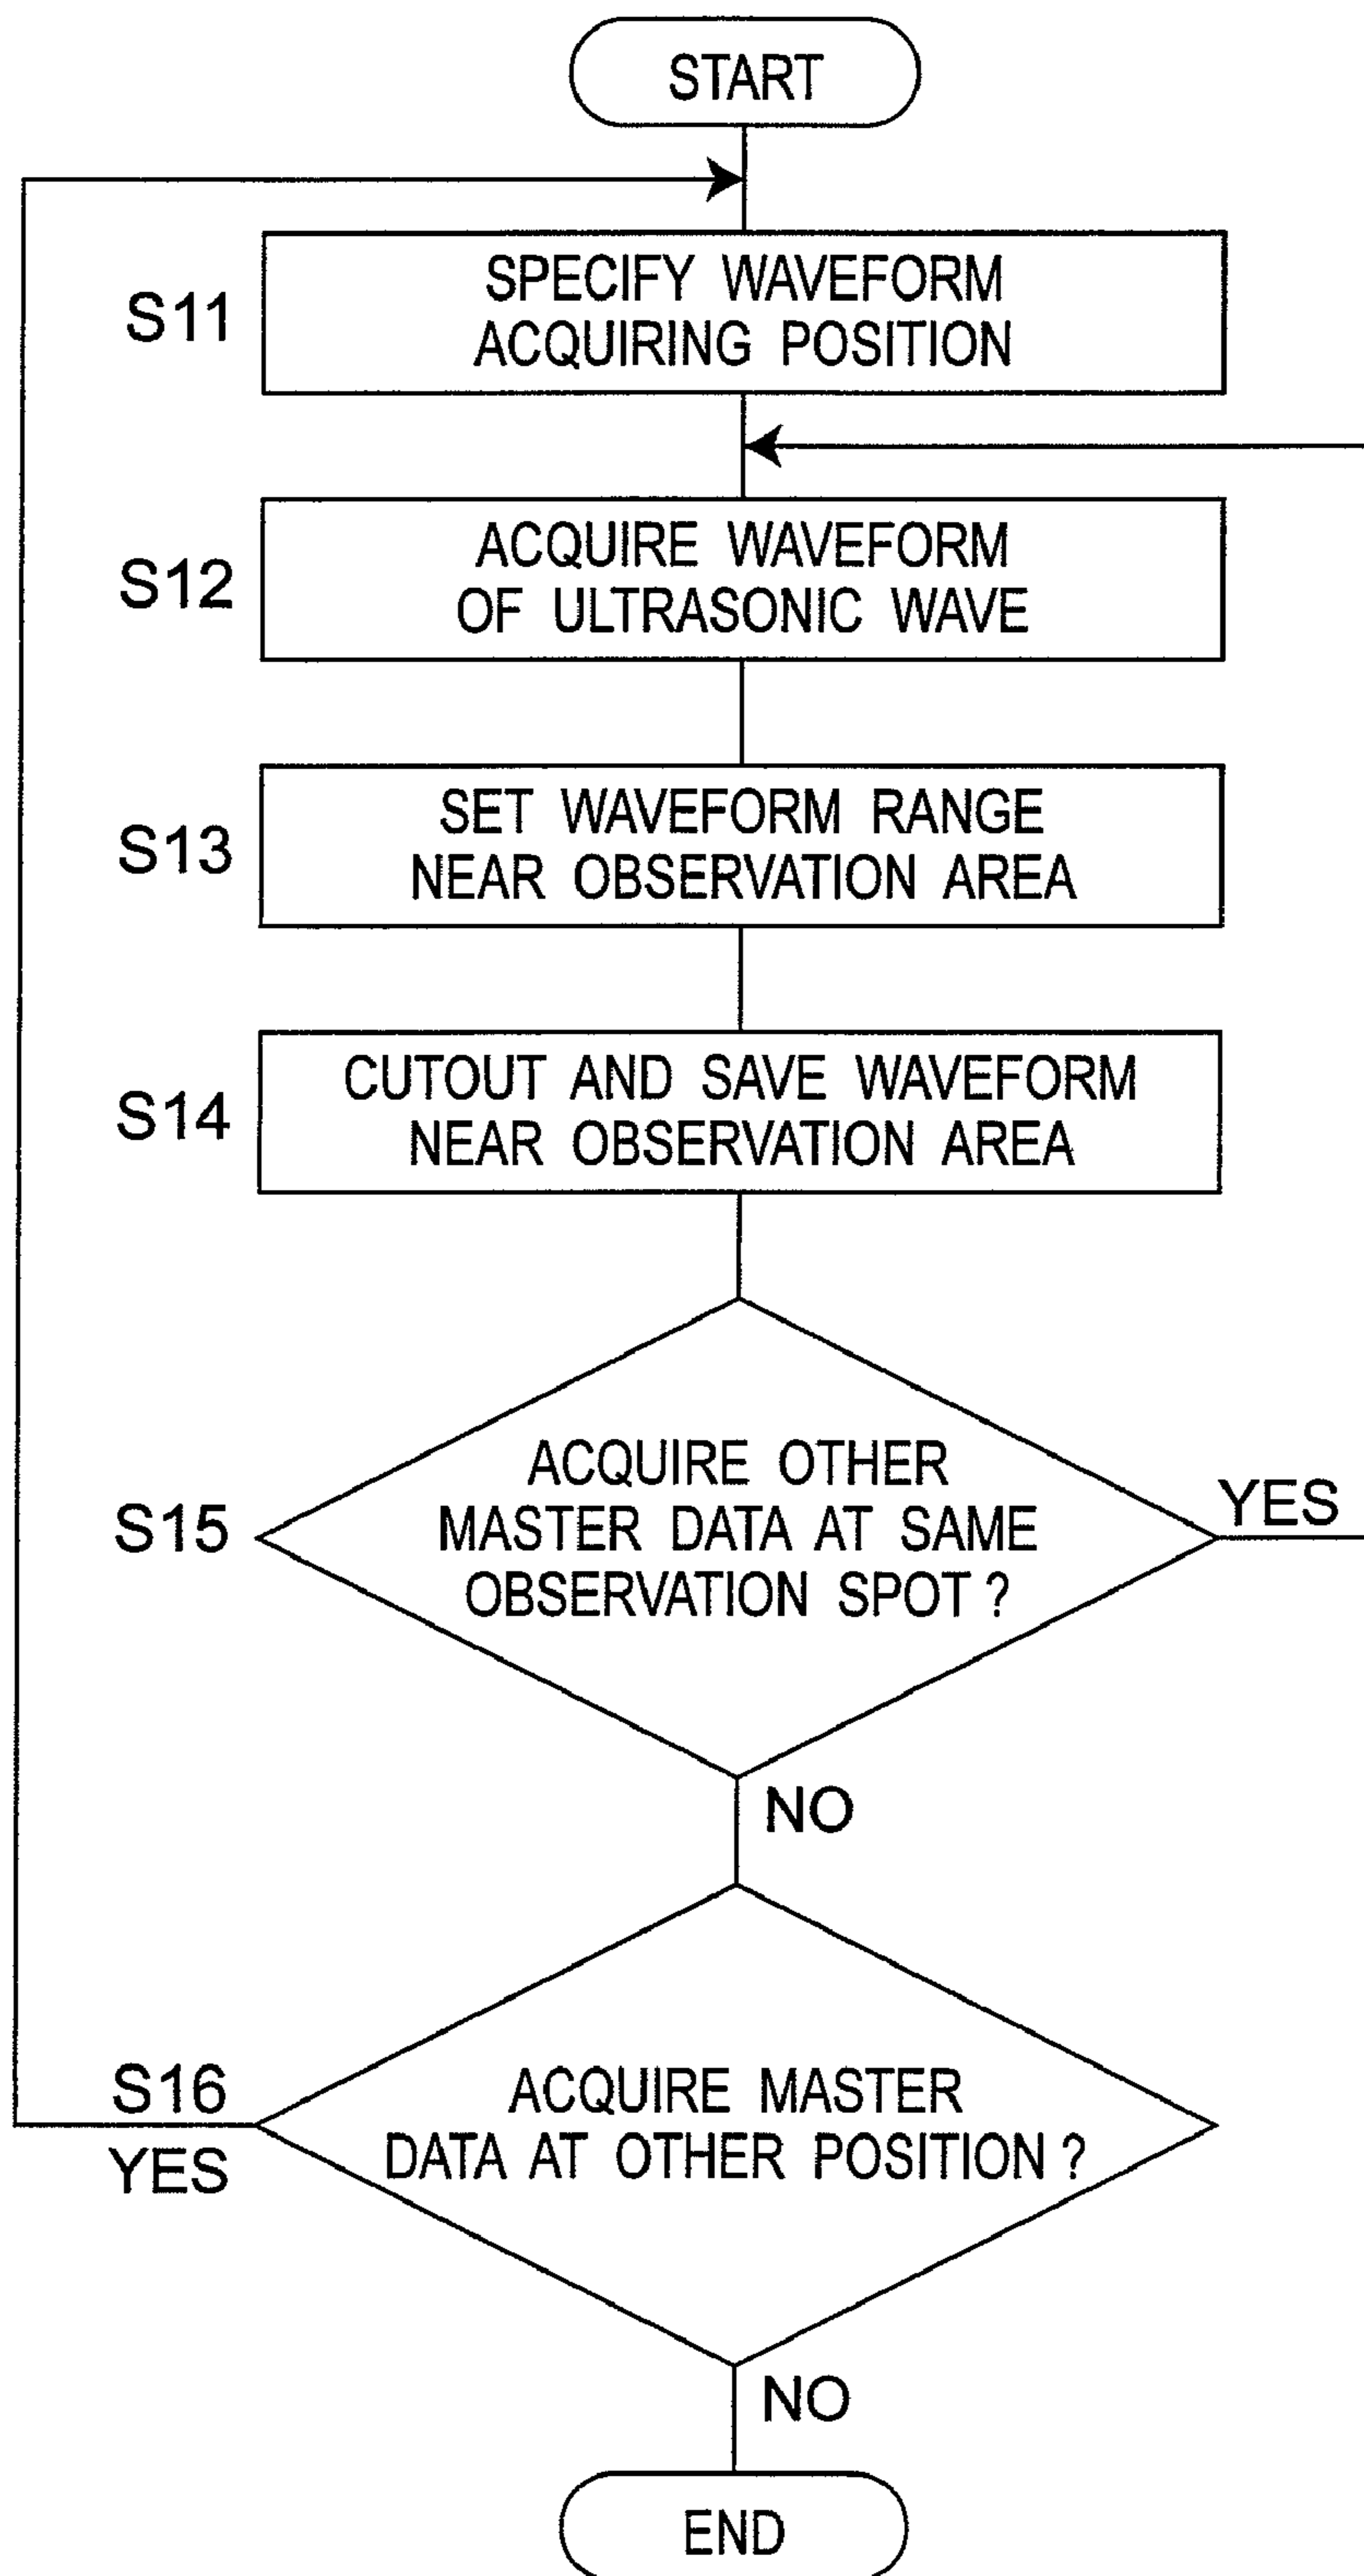 START
S11
SPECIFY WAVEFORM
ACQUIRING POSITION
S12
ACQUIRE WAVEFORM
OF ULTRASONIC WAVE
S13
SET WAVEFORM RANGE
NEAR OBSERVATION AREA
S14
CUTOUT AND SAVE WAVEFORM
NEAR OBSERVATION AREA
S15
ACQUIRE OTHER
MASTER DATA AT SAME
OBSERVATION SPOT ?
YES
NO
S16
YES
ACQUIRE MASTER
DATA AT OTHER POSITION ?
NO
END